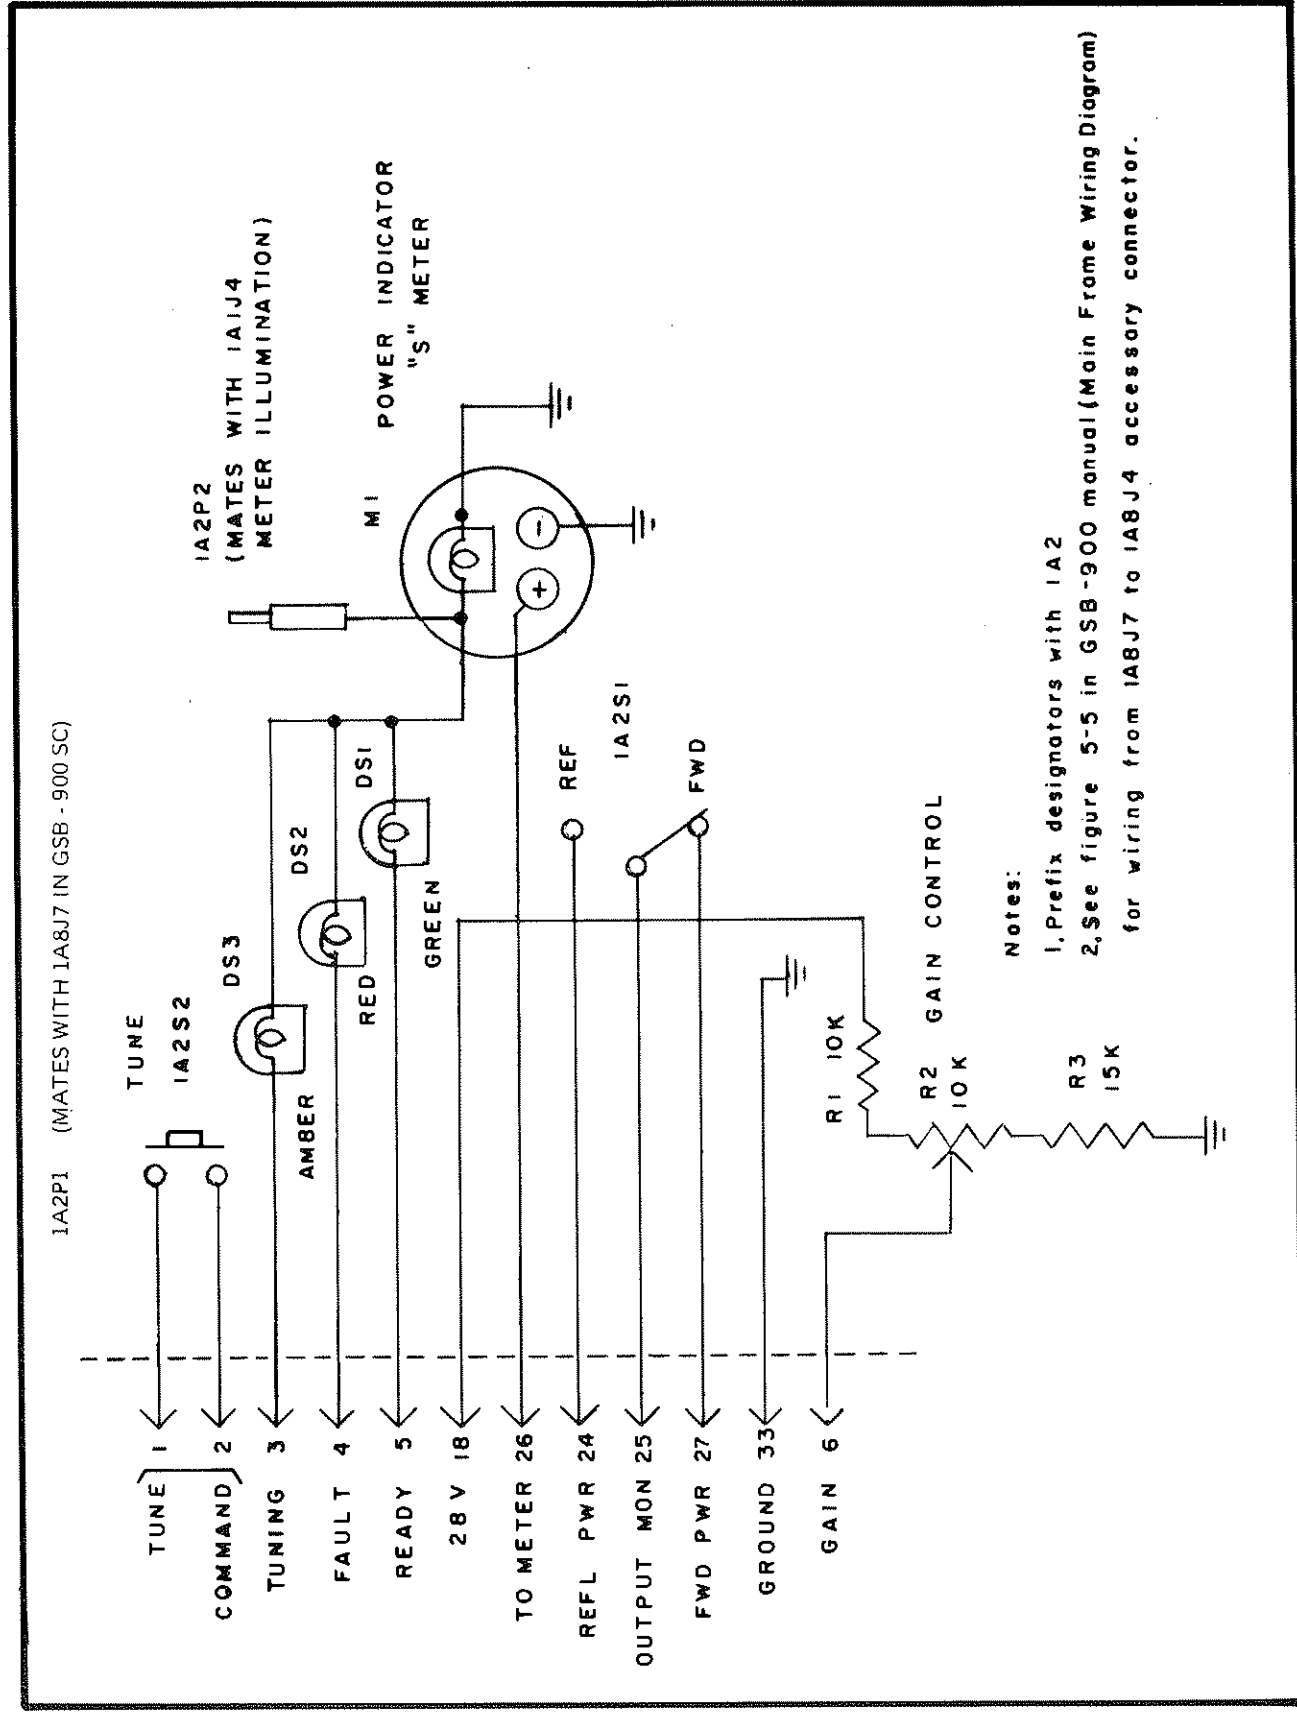 1A2P1 (MATES WITH 1A8J7 IN GSB - 900 SC)
TUNE
1A2S2
DS3
AMBER
DS2
RED
DS1
GREEN
1A2P2
(MATES WITH 1A1J4
METER ILLUMINATION)
M1
POWER INDICATOR
"S" METER
+
-
REF
1A2S1
FWD
TUNE 1
COMMAND 2
TUNING 3
FAULT 4
READY 5
28 V 18
TO METER 26
REFL PWR 24
OUTPUT MON 25
FWD PWR 27
GROUND 33
GAIN 6
R1 10K
R2
10K
GAIN CONTROL
R3
15K
Notes:
1. Prefix designators with 1A2
2. See figure 5-5 in GSB-900 manual (Main Frame Wiring Diagram)
for wiring from 1A8J7 to 1A8J4 accessory connector.